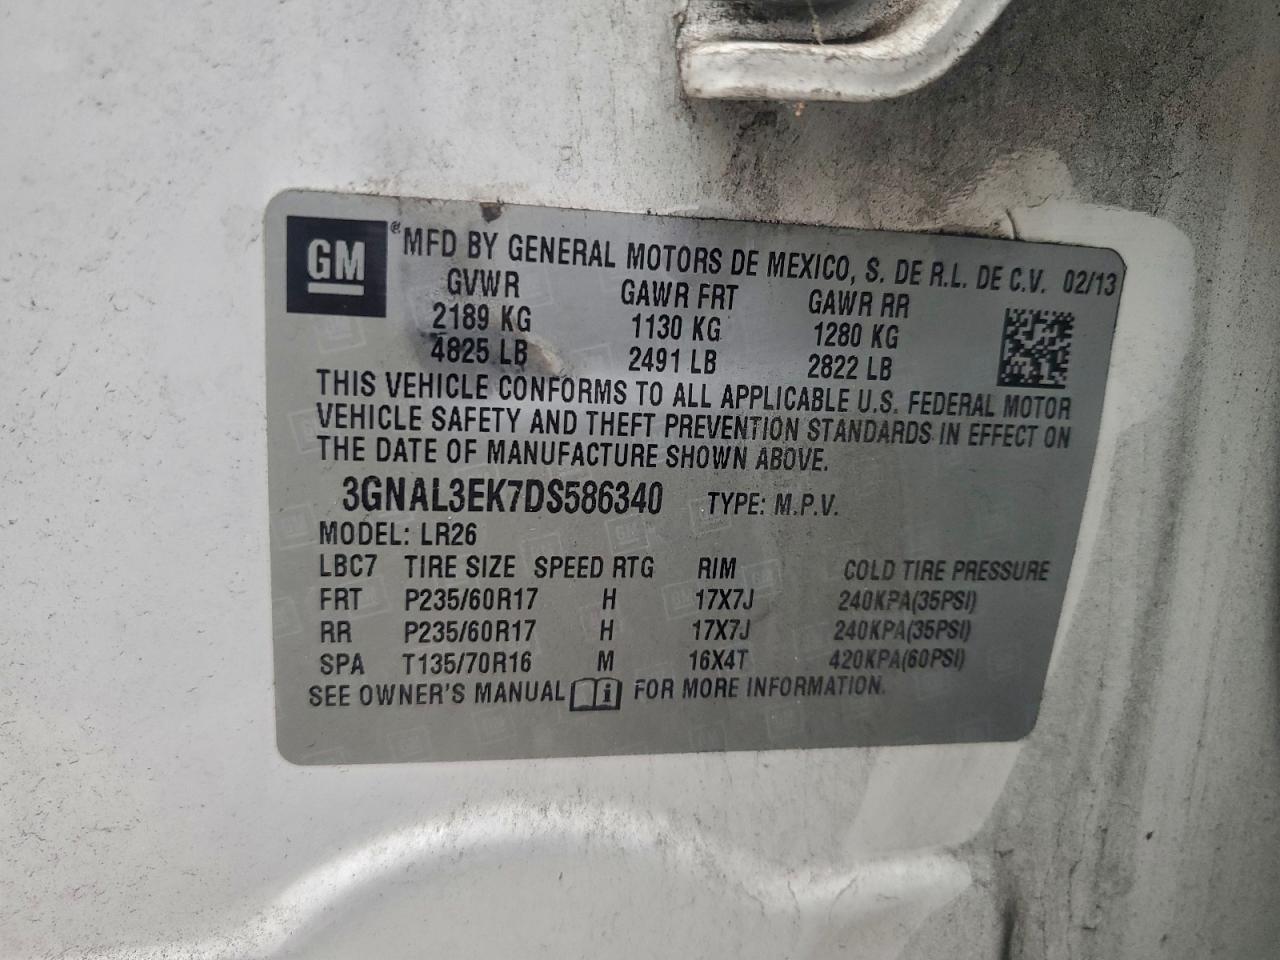 GM ® MFD BY GENERAL MOTORS DE MEXICO, S. DE R.L. DE C.V. 02/13
GVWR GAWR FRT GAWR RR
2189 KG 1130 KG 1280 KG
4825 LB 2491 LB 2822 LB
THIS VEHICLE CONFORMS TO ALL APPLICABLE U.S. FEDERAL MOTOR
VEHICLE SAFETY AND THEFT PREVENTION STANDARDS IN EFFECT ON
THE DATE OF MANUFACTURE SHOWN ABOVE.
3GNAL3EK7DS586340 TYPE: M.P.V.
MODEL: LR26
LBC7 TIRE SIZE SPEED RTG RIM COLD TIRE PRESSURE
FRT P235/60R17 H 17X7J 240KPA(35PSI)
RR P235/60R17 H 17X7J 240KPA(35PSI)
SPA T135/70R16 M 16X4T 420KPA(60PSI)
SEE OWNER'S MANUAL i FOR MORE INFORMATION.